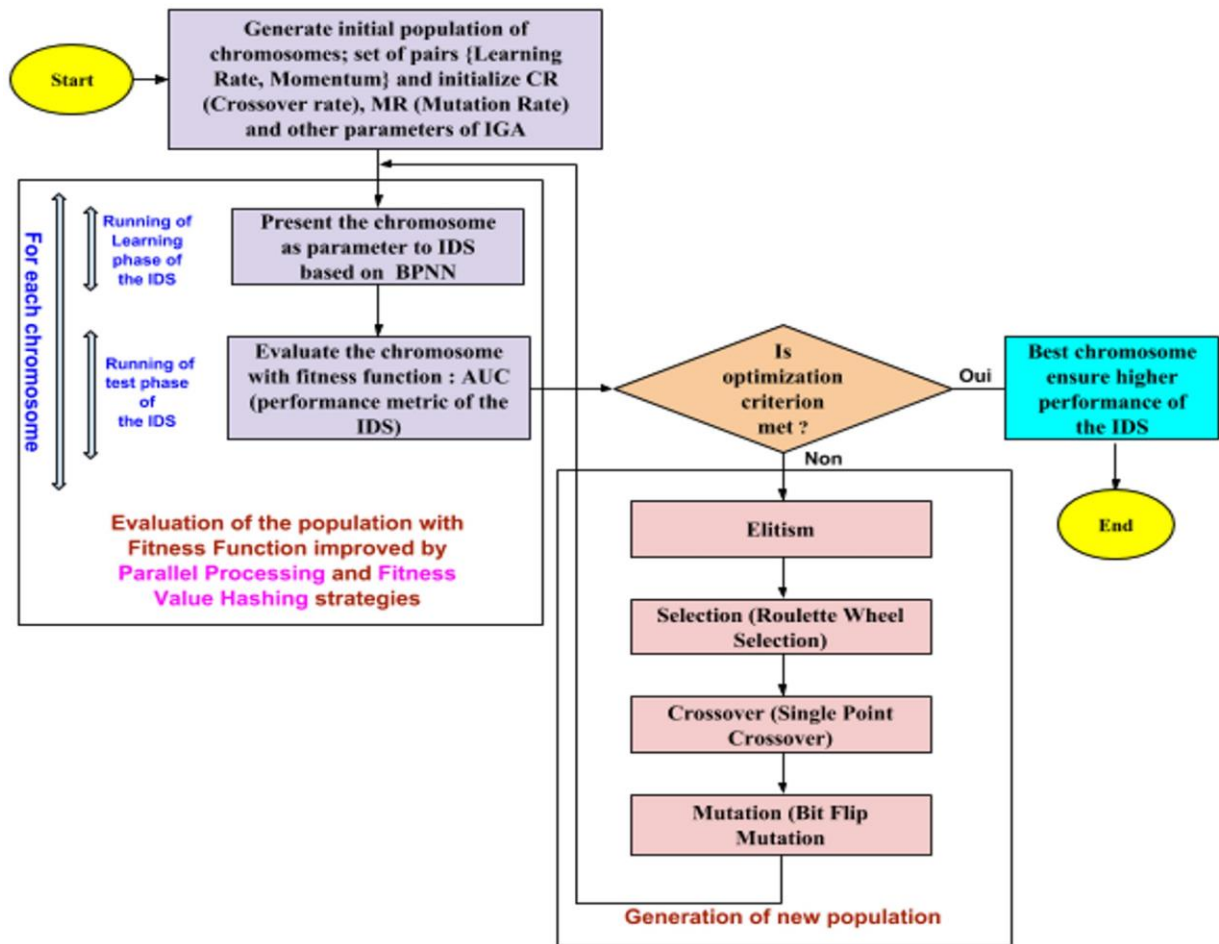 Start
Generate initial population of
chromosomes; set of pairs {Learning
Rate, Momentum} and initialize CR
(Crossover rate), MR (Mutation Rate)
and other parameters of IGA
For each chromosome
Running of
Learning
phase of
the IDS
Present the chromosome
as parameter to IDS
based on BPNN
Running of
test phase
of
the IDS
Evaluate the chromosome
with fitness function : AUC
(performance metric of the
IDS)
Evaluation of the population with
Fitness Function improved by
Parallel Processing and Fitness
Value Hashing strategies
Is
optimization
criterion
met ?
Oui
Best chromosome
ensure higher
performance of
the IDS
End
Non
Elitism
Selection (Roulette Wheel
Selection)
Crossover (Single Point
Crossover)
Mutation (Bit Flip
Mutation
Generation of new population